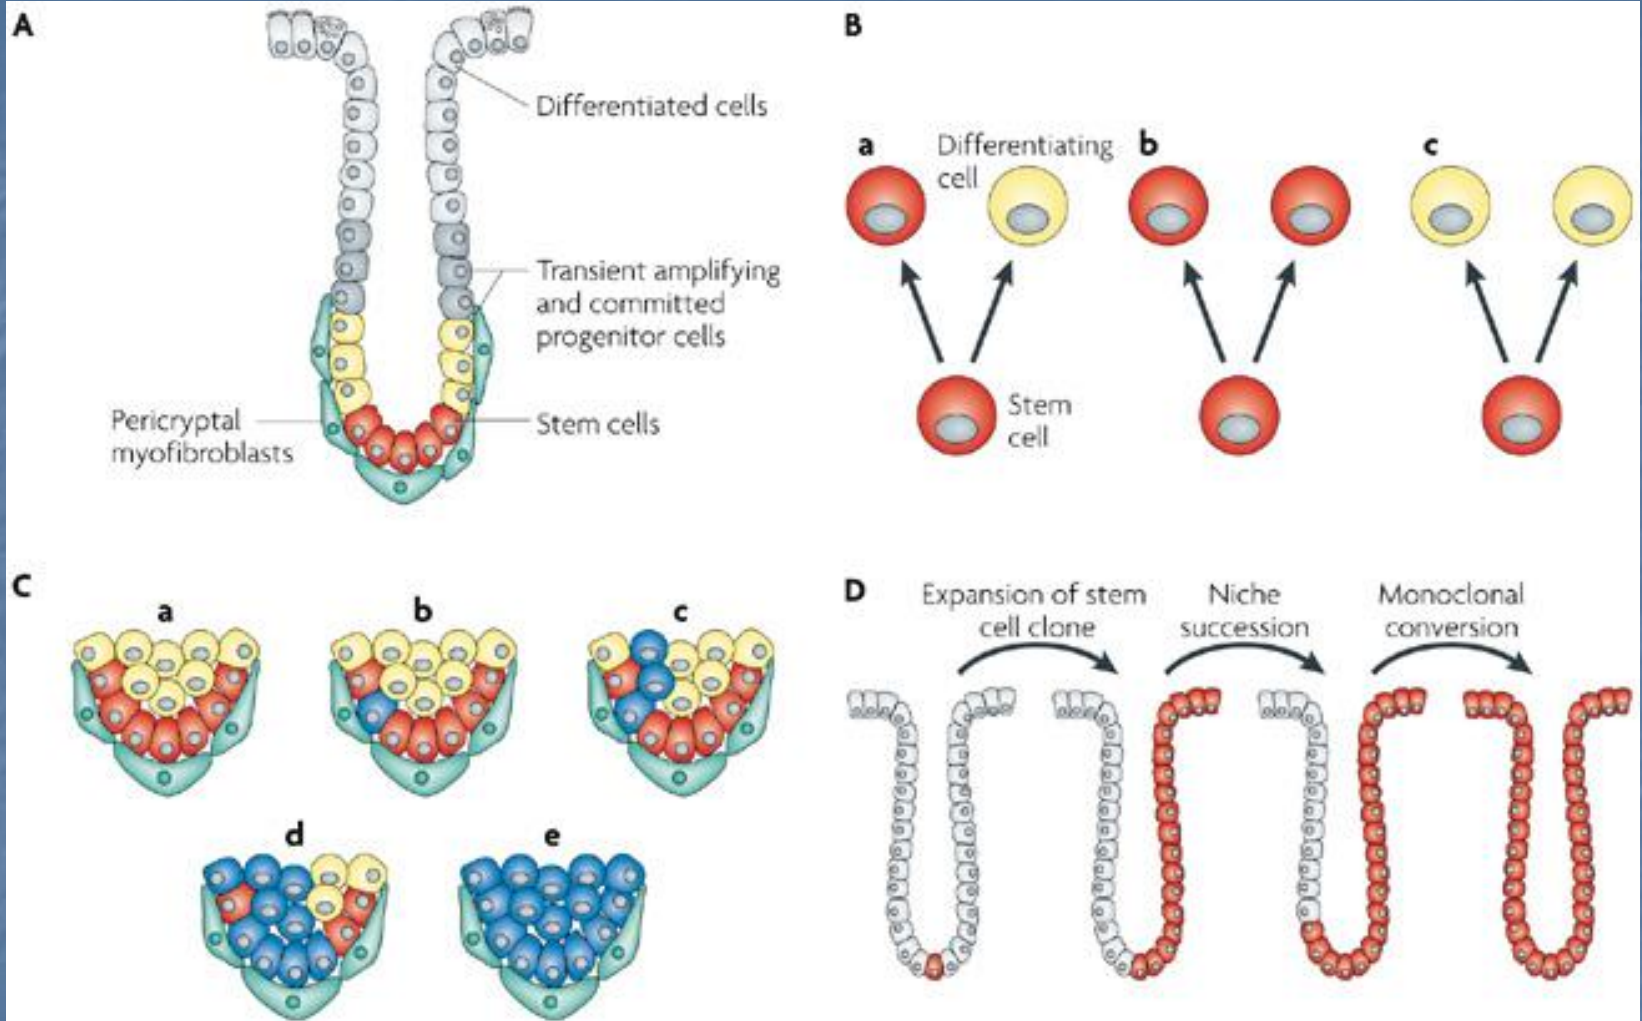 A
Differentiated cells
Transient amplifying
and committed
progenitor cells
Pericryptal
myofibroblasts
Stem cells
B
a
Differentiating
cell
b
c
Stem
cell
C
a
b
c
d
e
D
Expansion of stem
cell clone
Niche
succession
Monoclonal
conversion